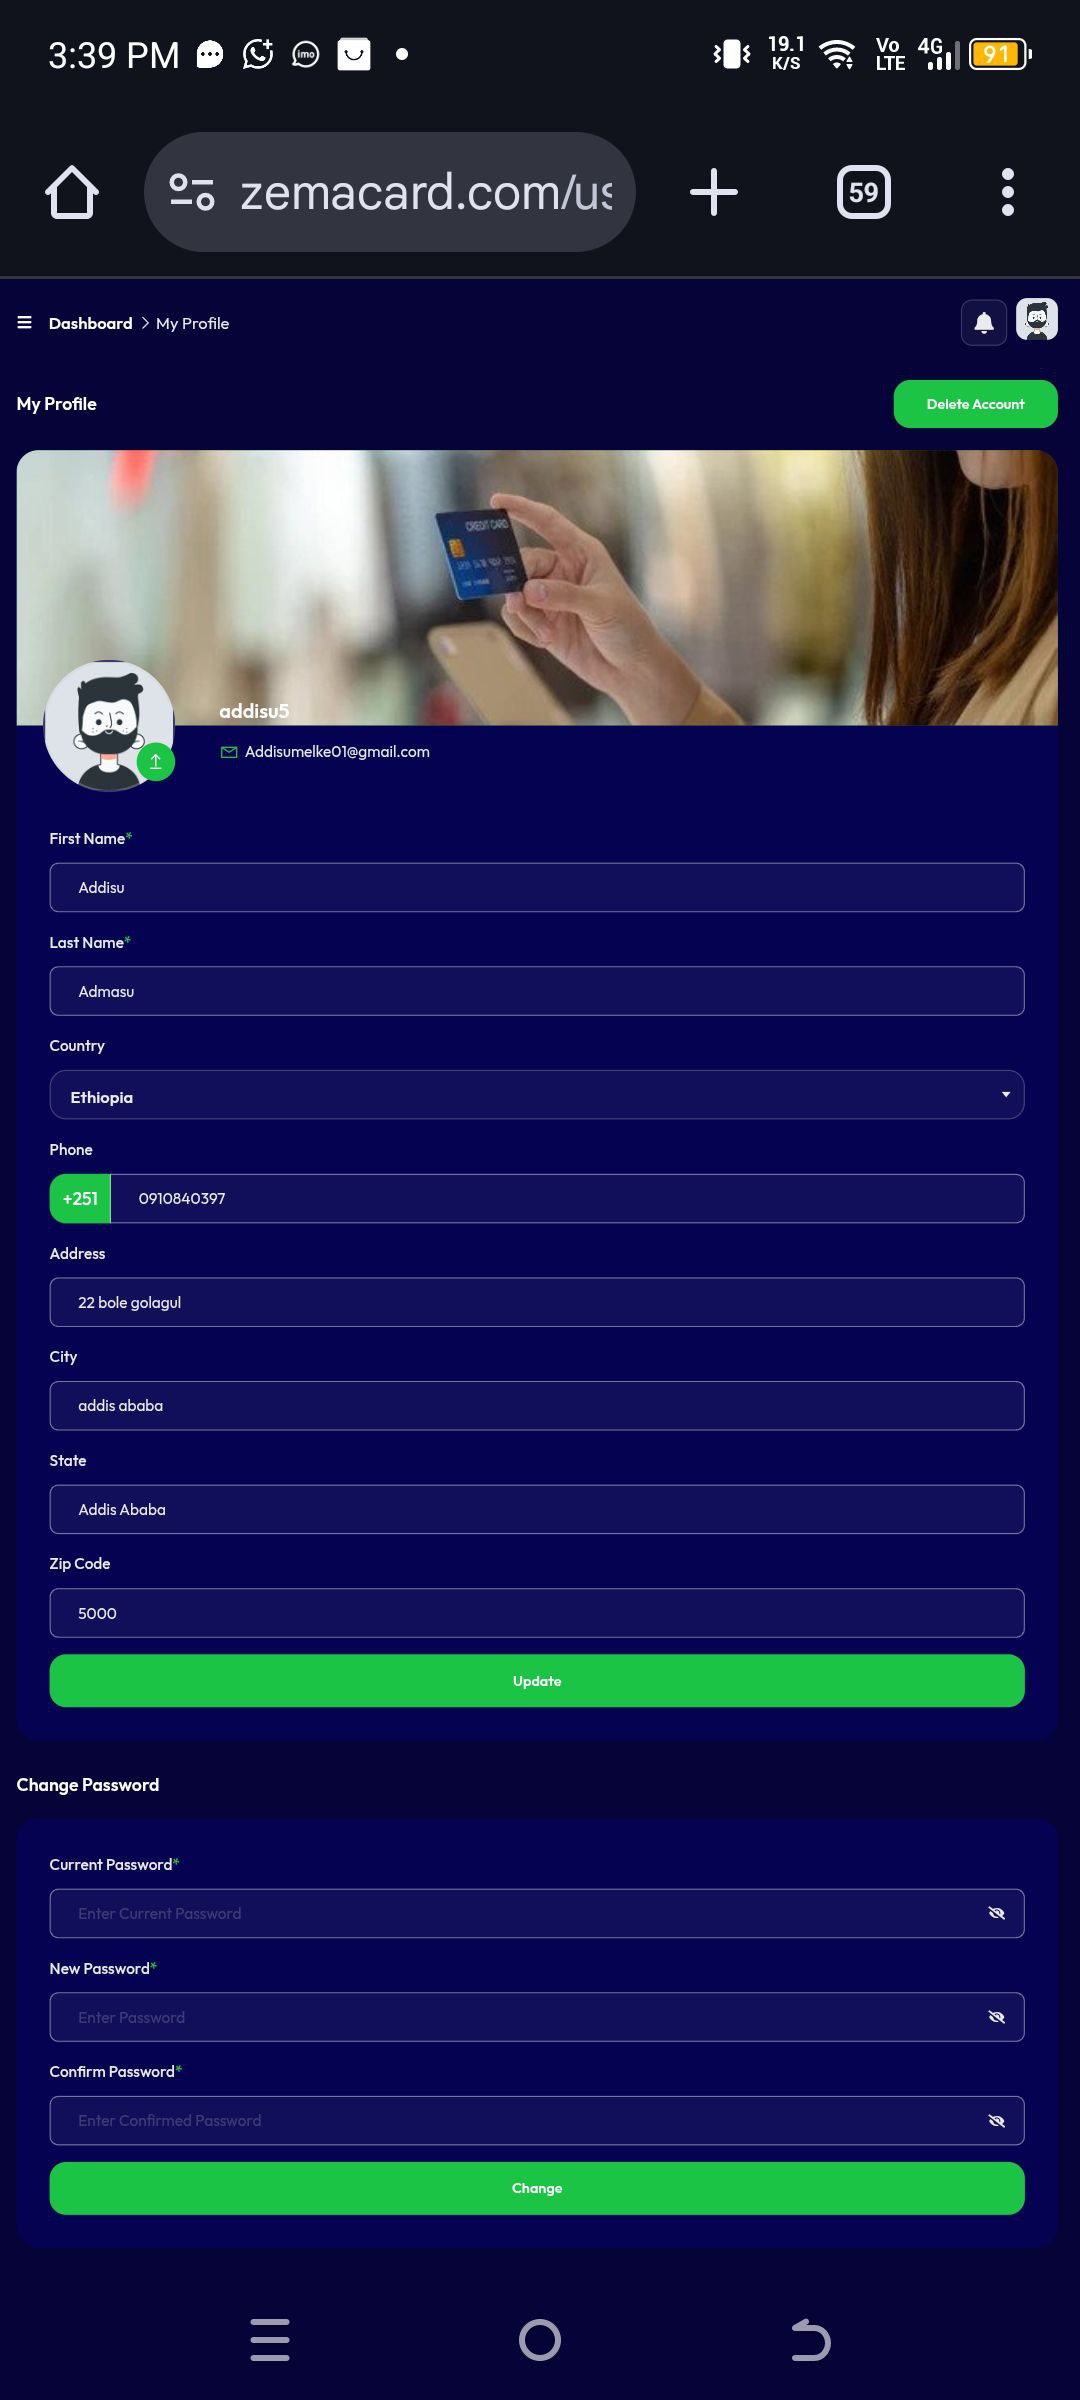 3:39 PM
imo
19.1
K/S
Vo
LTE
4G
91
zemacard.com/us
59
Dashboard > My Profile
My Profile
Delete Account
CREDIT CARD
addisu5
Addisumelke01@gmail.com
First Name*
Addisu
Last Name*
Admasu
Country
Ethiopia
Phone
+251
0910840397
Address
22 bole golagul
City
addis ababa
State
Addis Ababa
Zip Code
5000
Update
Change Password
Current Password*
Enter Current Password
New Password*
Enter Password
Confirm Password*
Enter Confirmed Password
Change